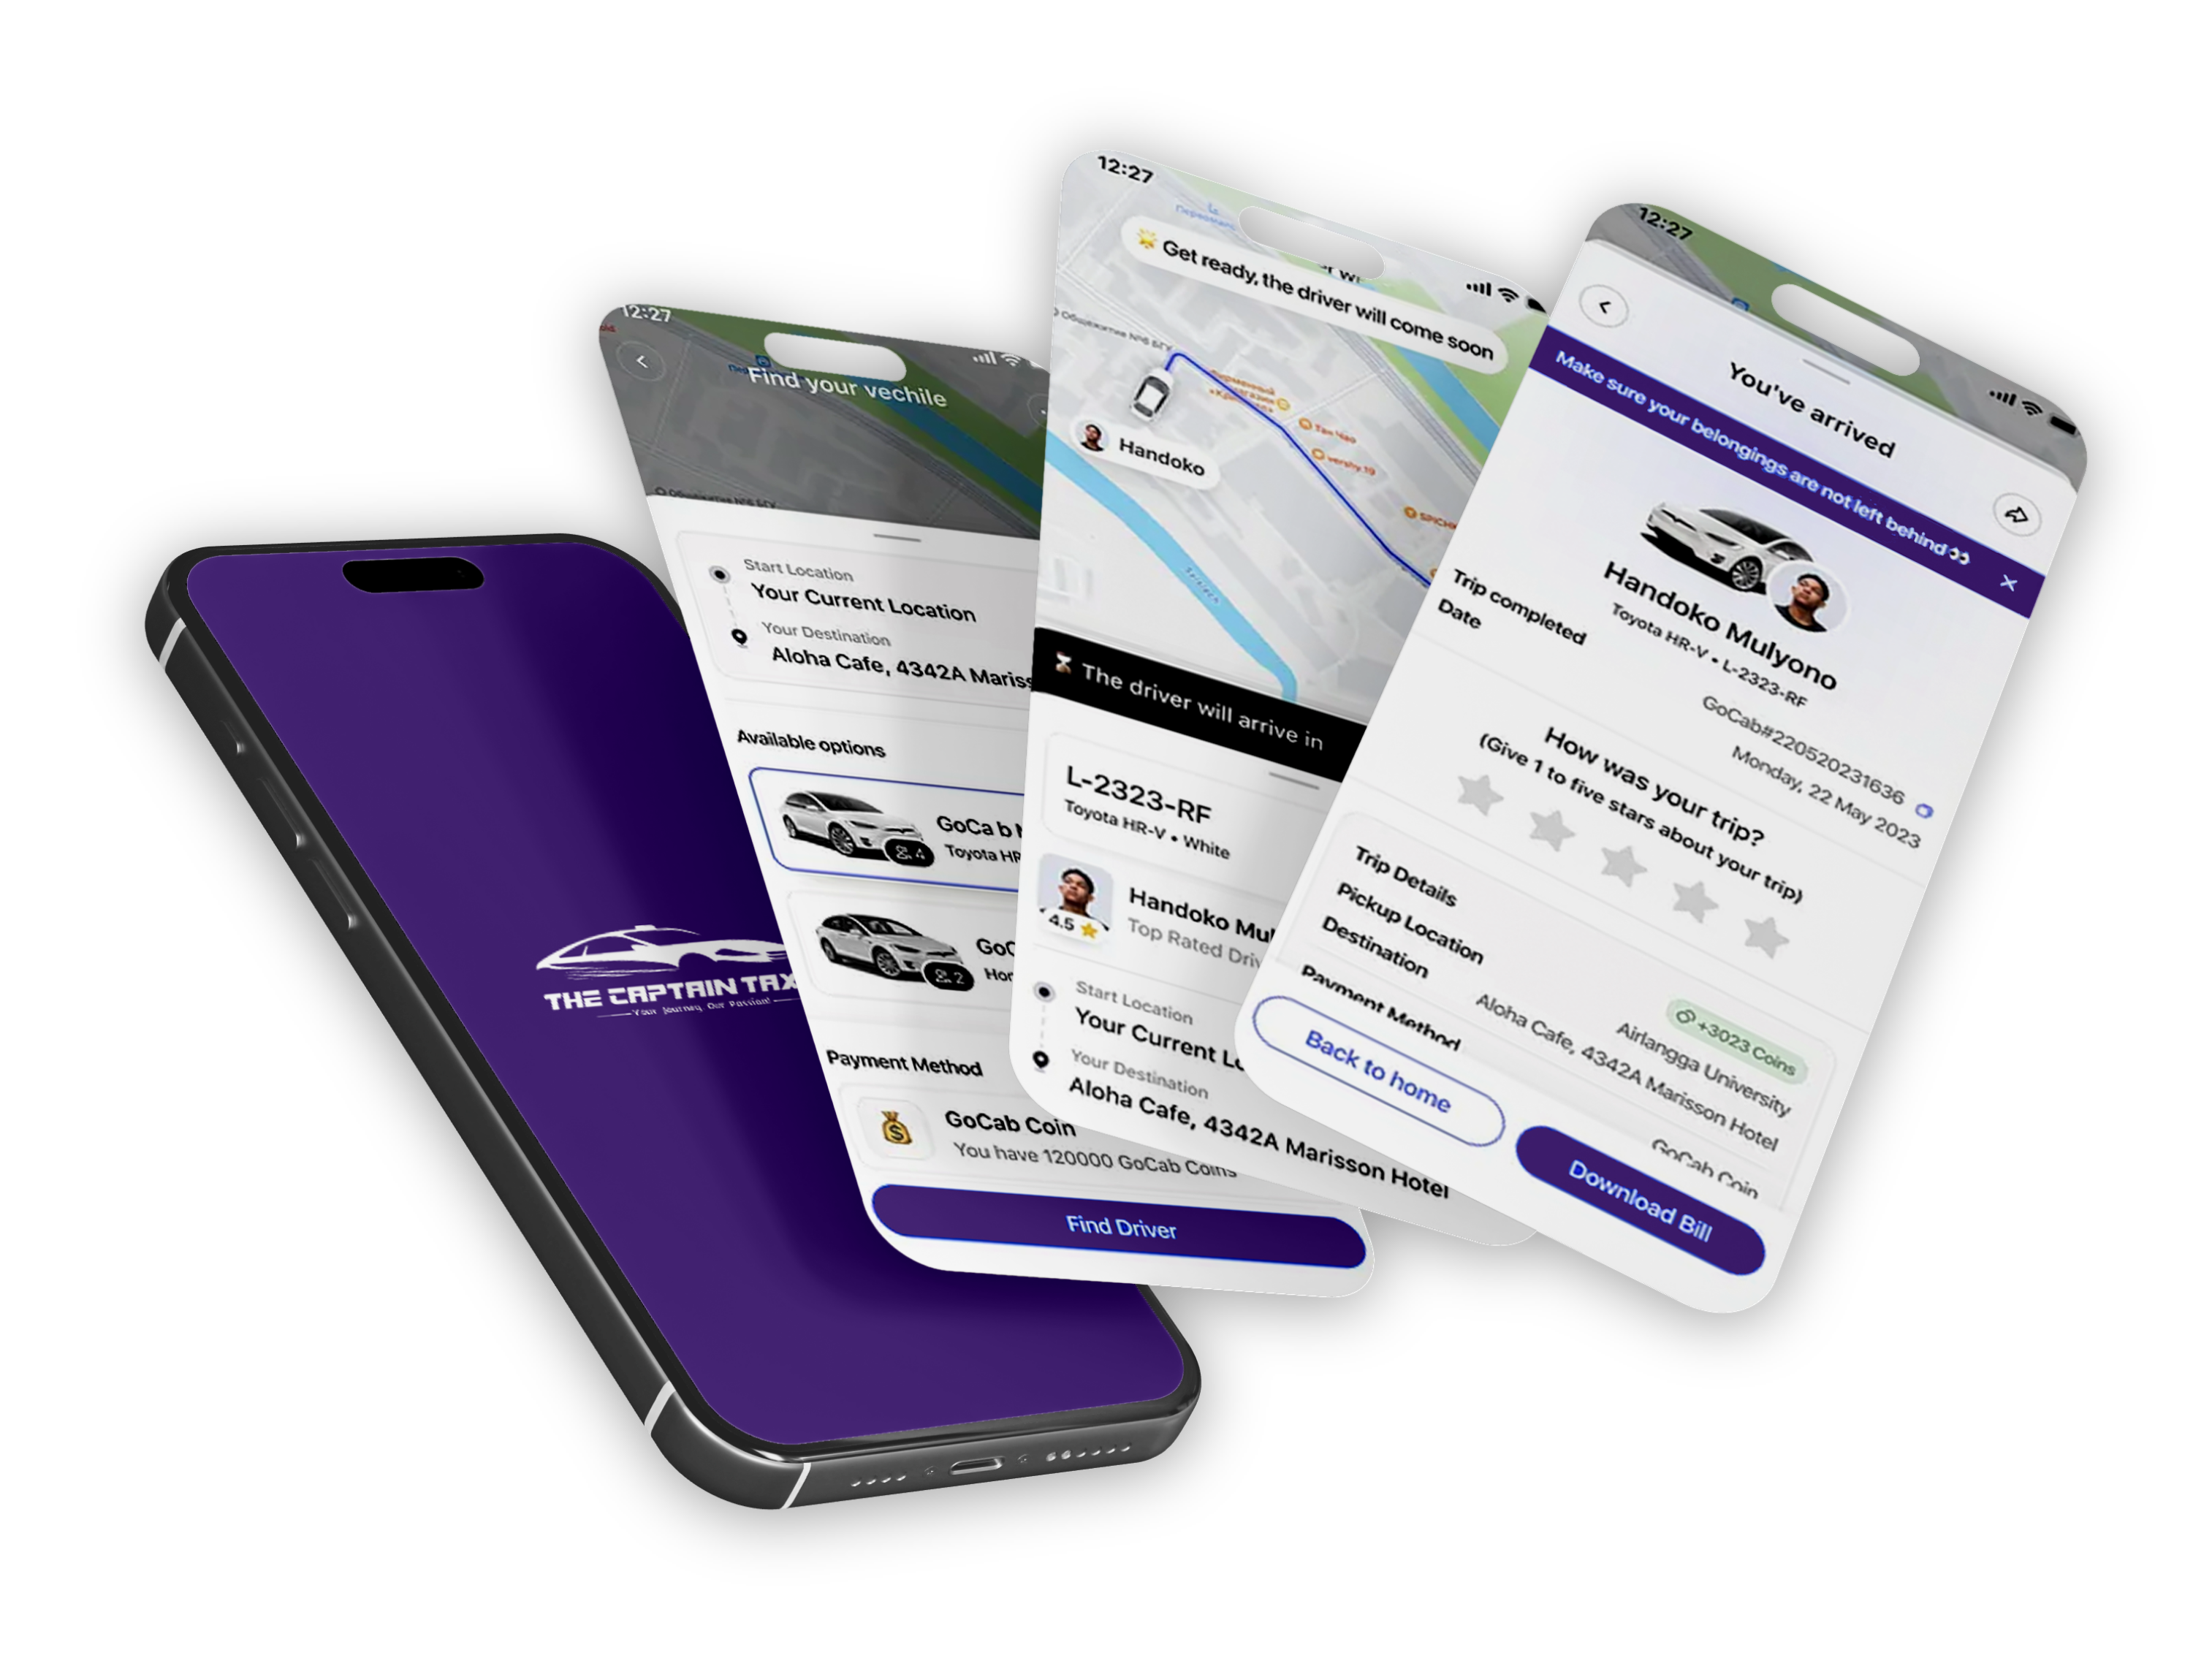 THE CAPTAIN TAX
Your Journey, Our Passion!
12:27
Find your vechile
Start Location
Your Current Location
Your Destination
Aloha Cafe, 4342A Mariss
Available options
GoCa b
4
Toyota HR
GoC
2
Hor
Payment Method
GoCab Coin
You have 120000 GoCab Coins
Find Driver
12:27
Get ready, the driver will come soon
Общежитие №6 БГУ
Тан Чао
vershy.19
Handoko
The driver will arrive in
L-2323-RF
Toyota HR-V • White
Handoko Mul
4.5
Top Rated Driv
Start Location
Your Current Lo
Your Destination
Aloha Cafe, 4342A Marisson Hotel
12:27
You've arrived
Make sure your belongings are not left behind 👀
Handoko Mulyono
Toyota HR-V • L-2323-RF
Trip completed
GoCab#220520231636
Date
Monday, 22 May 2023
How was your trip?
(Give 1 to five stars about your trip)
Trip Details
+3023 Coins
Pickup Location
Airlangga University
Destination
Aloha Cafe, 4342A Marisson Hotel
Payment Method
GoCab Coin
Back to home
Download Bill